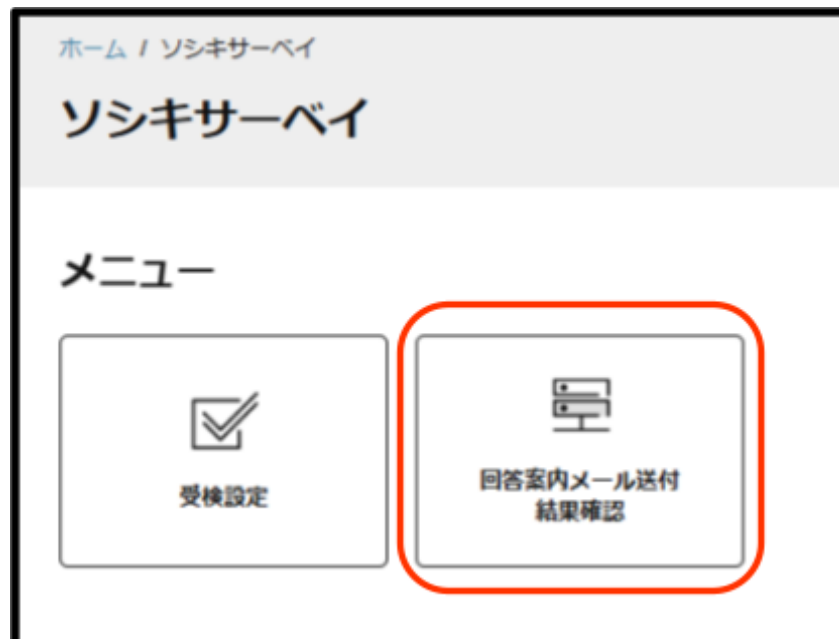 ホーム / ソシキサーベイ
ソシキサーベイ
メニュー
受検設定
回答案内メール送付
結果確認